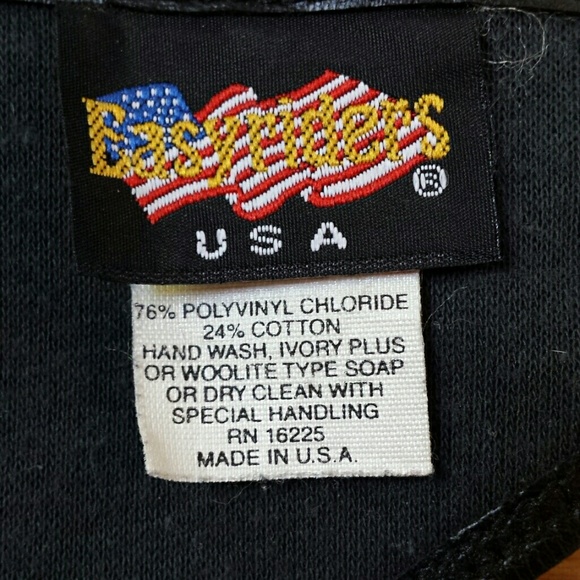 Easyriders ®
USA
76% POLYVINYL CHLORIDE
24% COTTON
HAND WASH, IVORY PLUS
OR WOOLITE TYPE SOAP
OR DRY CLEAN WITH
SPECIAL HANDLING
RN 16225
MADE IN U.S.A.